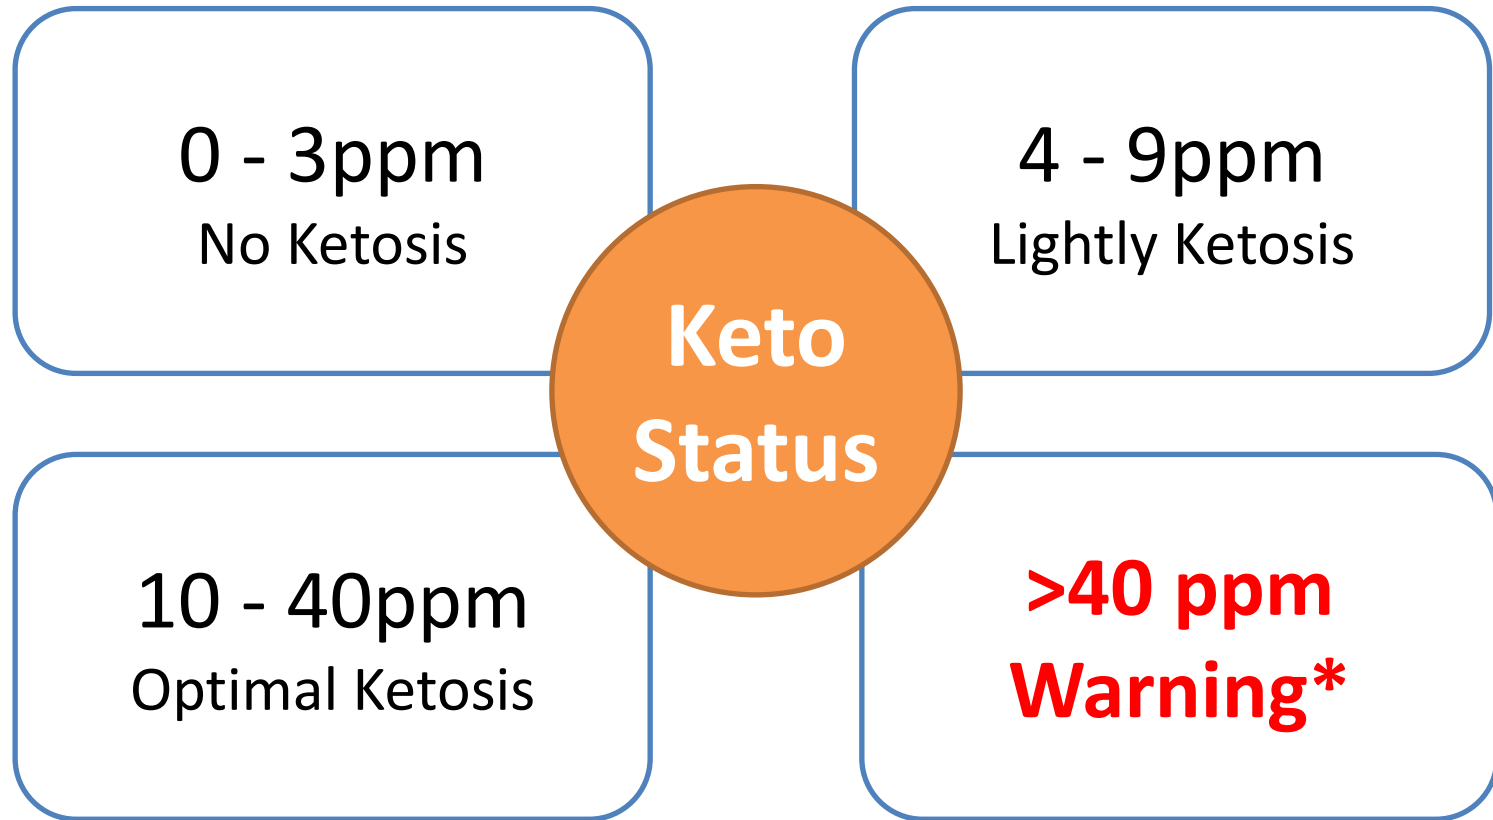 0 - 3ppm
No Ketosis
4 - 9ppm
Lightly Ketosis
Keto
Status
10 - 40ppm
Optimal Ketosis
>40 ppm
Warning*